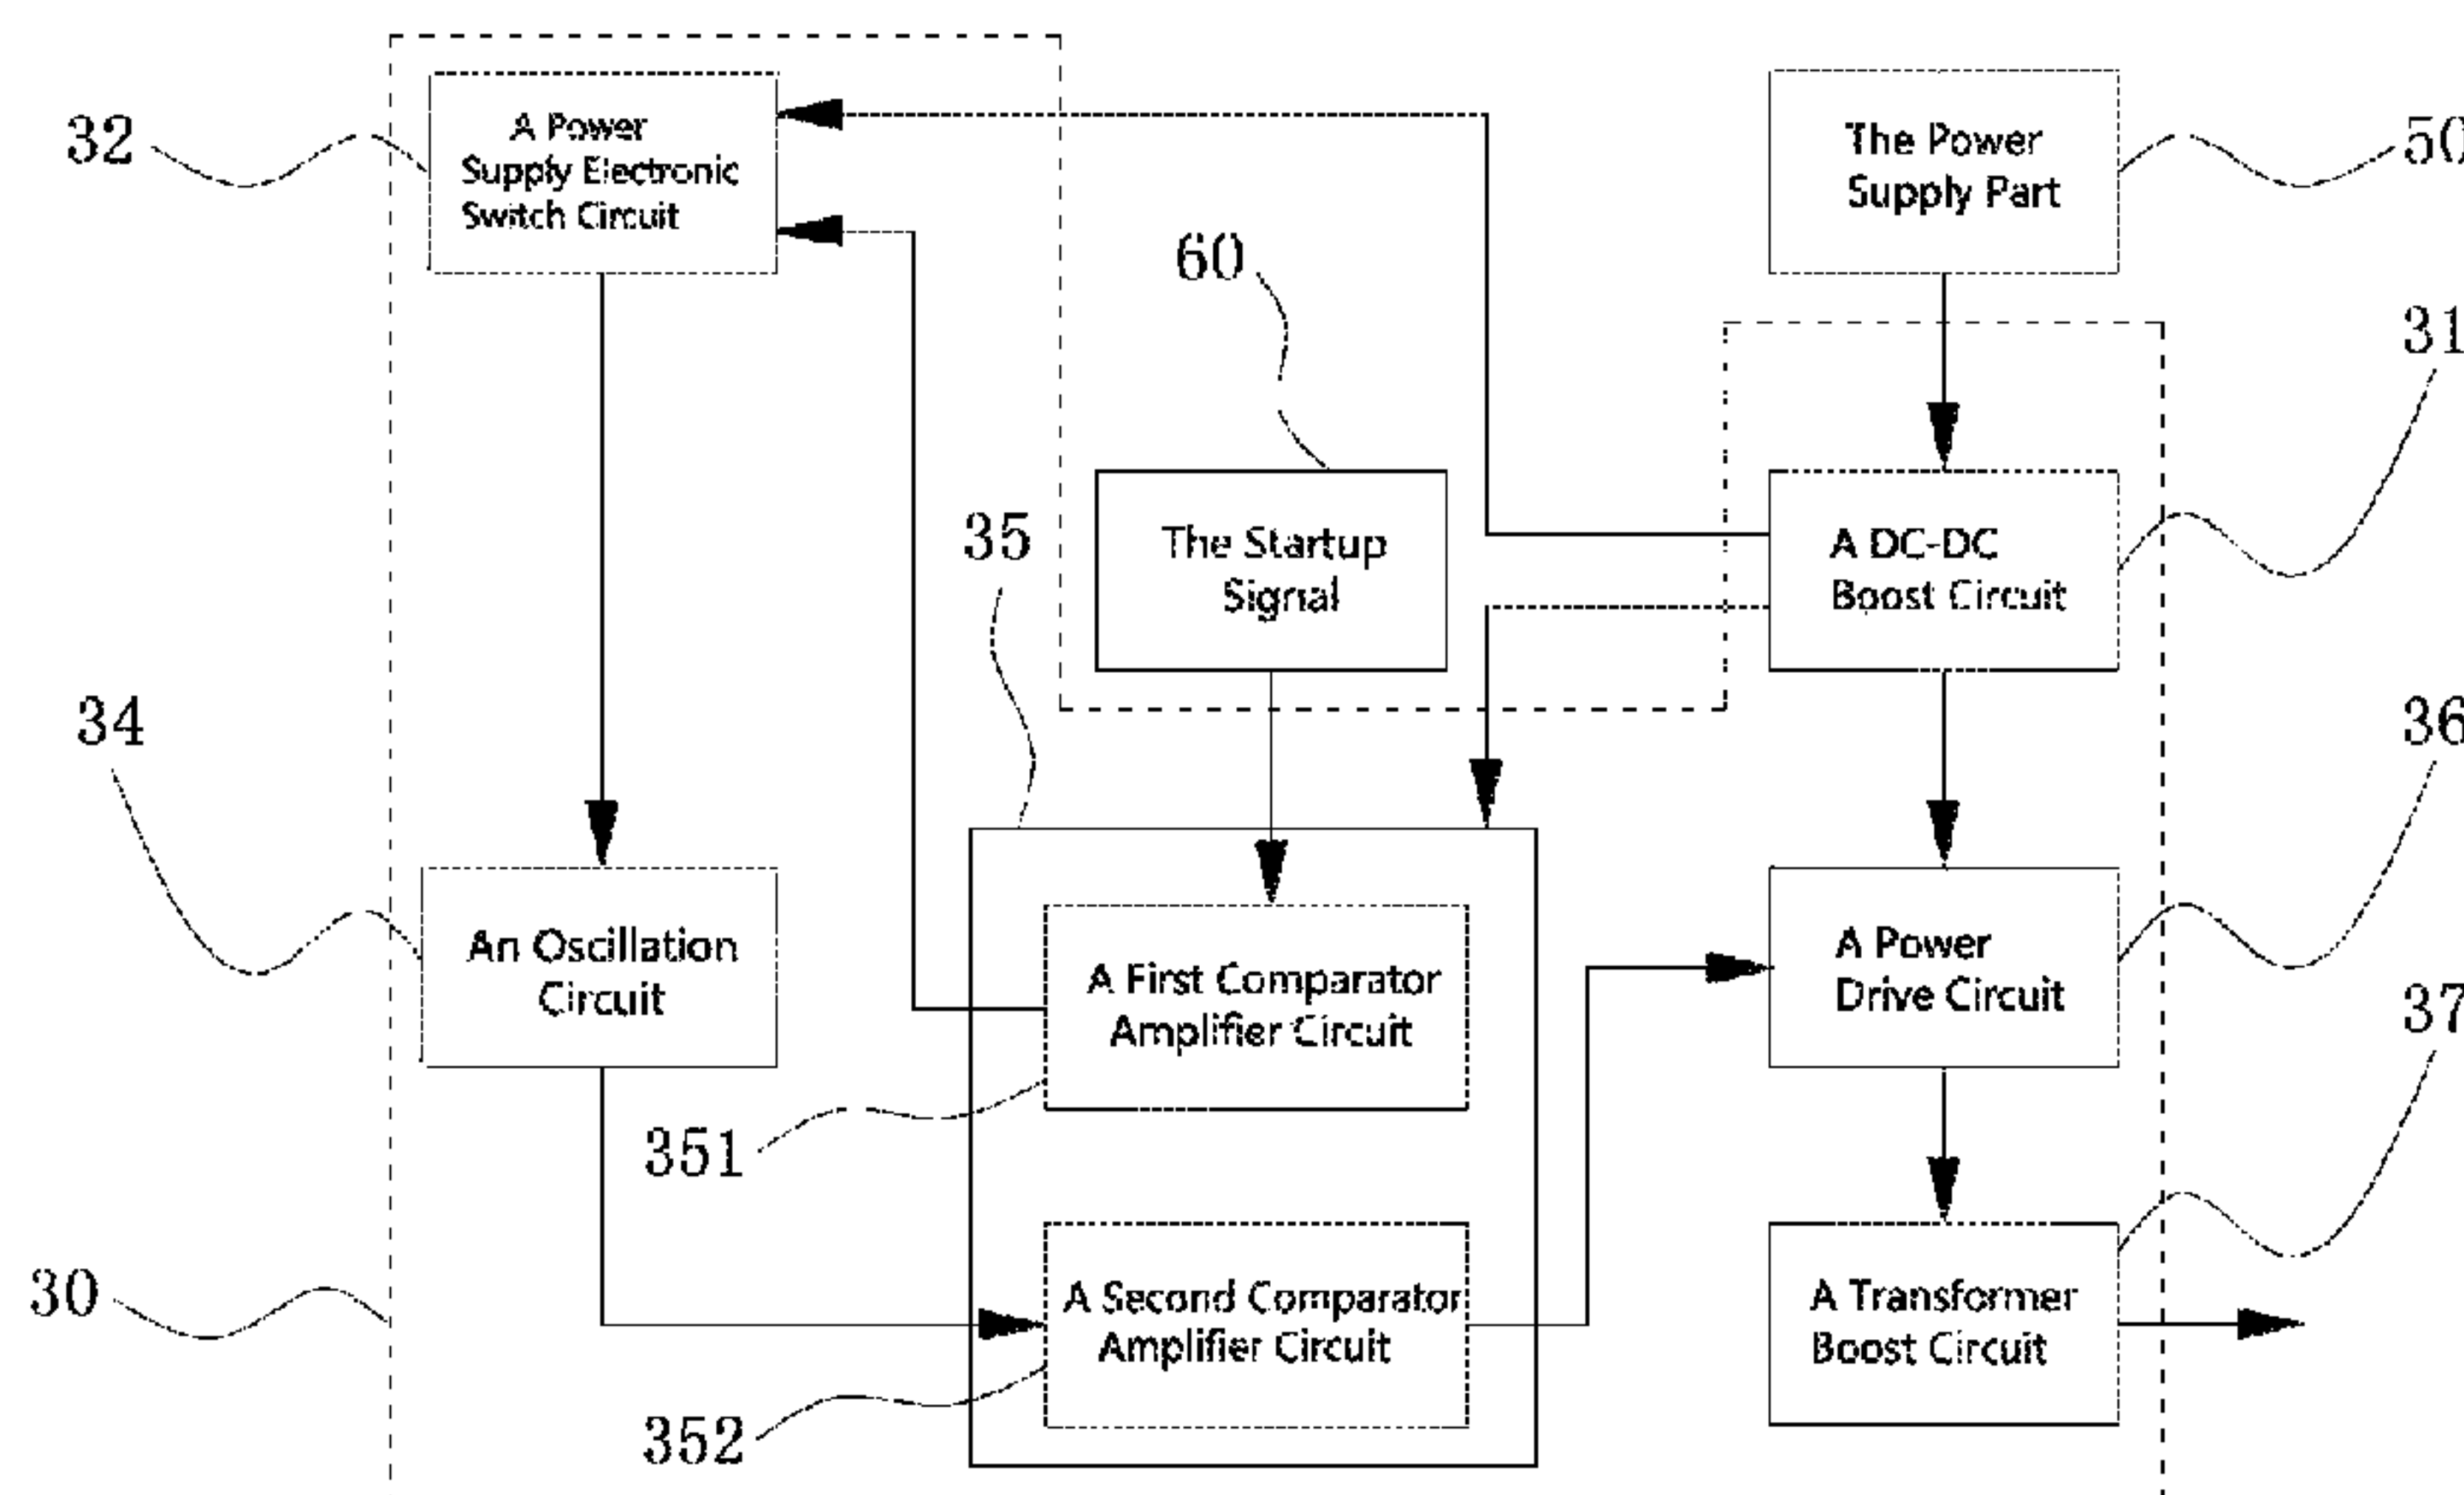 32
A Power
Supply Electronic
Switch Circuit
The Power
Supply Part
50
60
31
35
The Startup
Signal
A DC-DC
Boost Circuit
34
36
An Oscillation
Circuit
A First Comparator
Amplifier Circuit
A Power
Drive Circuit
37
351
30
A Second Comparator
Amplifier Circuit
A Transformer
Boost Circuit
352